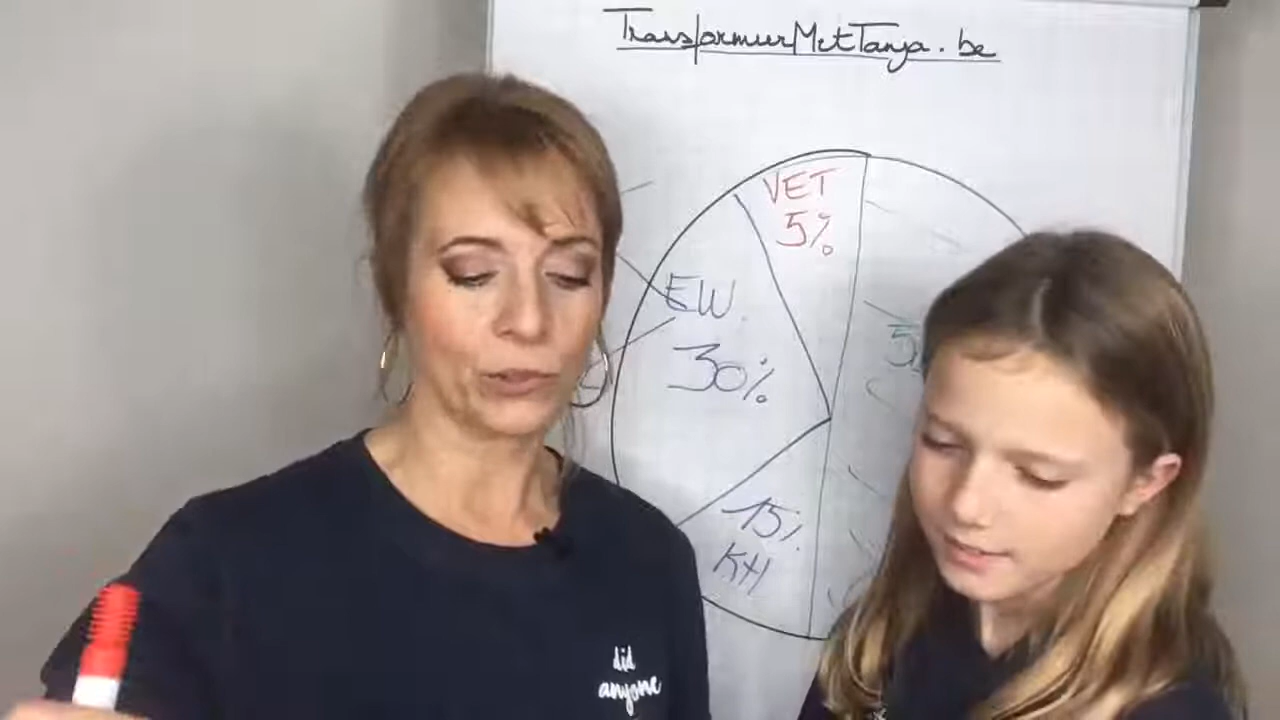 TransformeerMetTanja.be
VET
5%
EW
30%
15%
KH
did
anyone